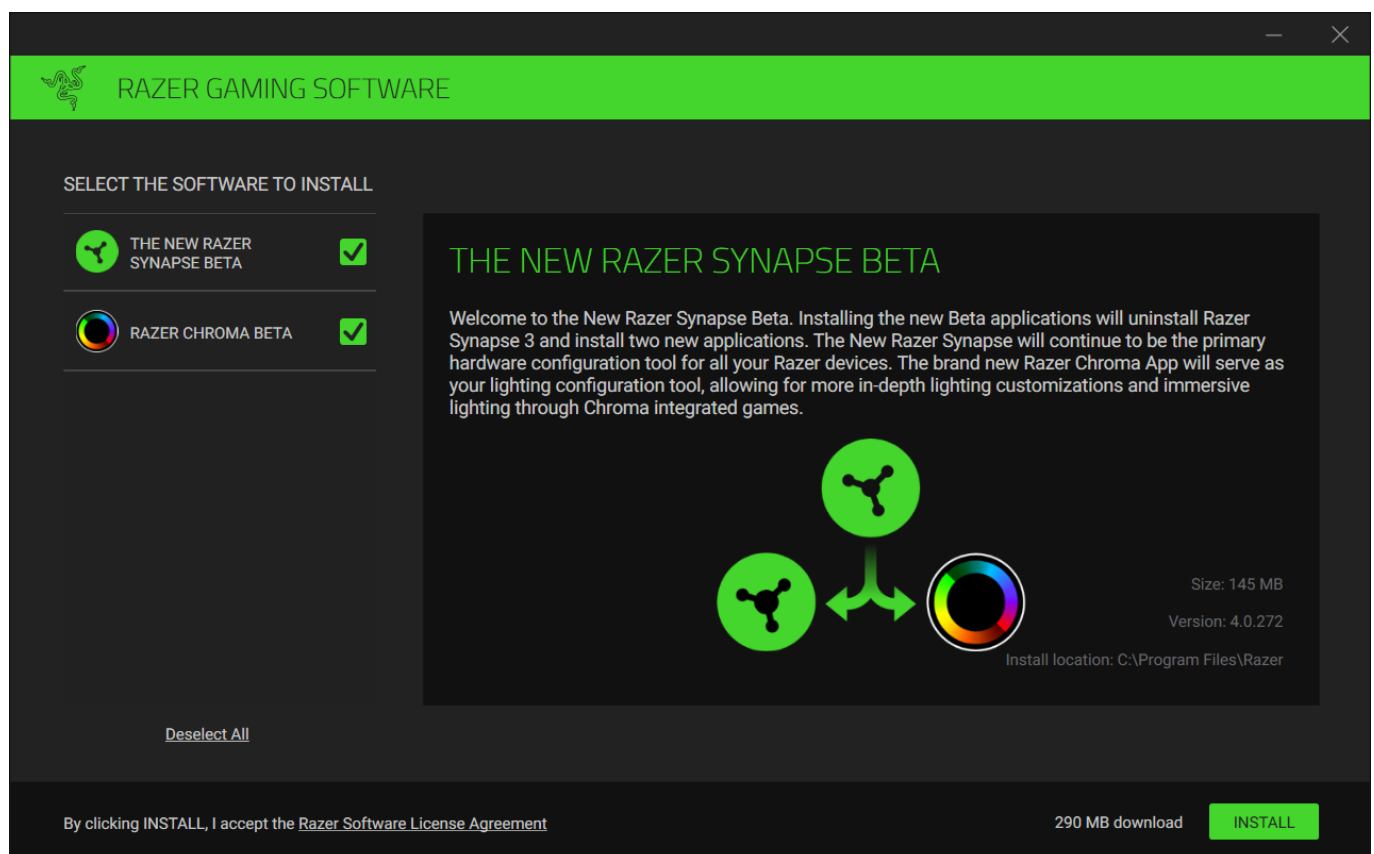 RAZER GAMING SOFTWARE
SELECT THE SOFTWARE TO INSTALL
THE NEW RAZER
SYNAPSE BETA
RAZER CHROMA BETA
Deselect All
THE NEW RAZER SYNAPSE BETA
Welcome to the New Razer Synapse Beta. Installing the new Beta applications will uninstall Razer
Synapse 3 and install two new applications. The New Razer Synapse will continue to be the primary
hardware configuration tool for all your Razer devices. The brand new Razer Chroma App will serve as
your lighting configuration tool, allowing for more in-depth lighting customizations and immersive
lighting through Chroma integrated games.
Size: 145 MB
Version: 4.0.272
Install location: C:\Program Files\Razer
By clicking INSTALL, I accept the Razer Software License Agreement
290 MB download
INSTALL